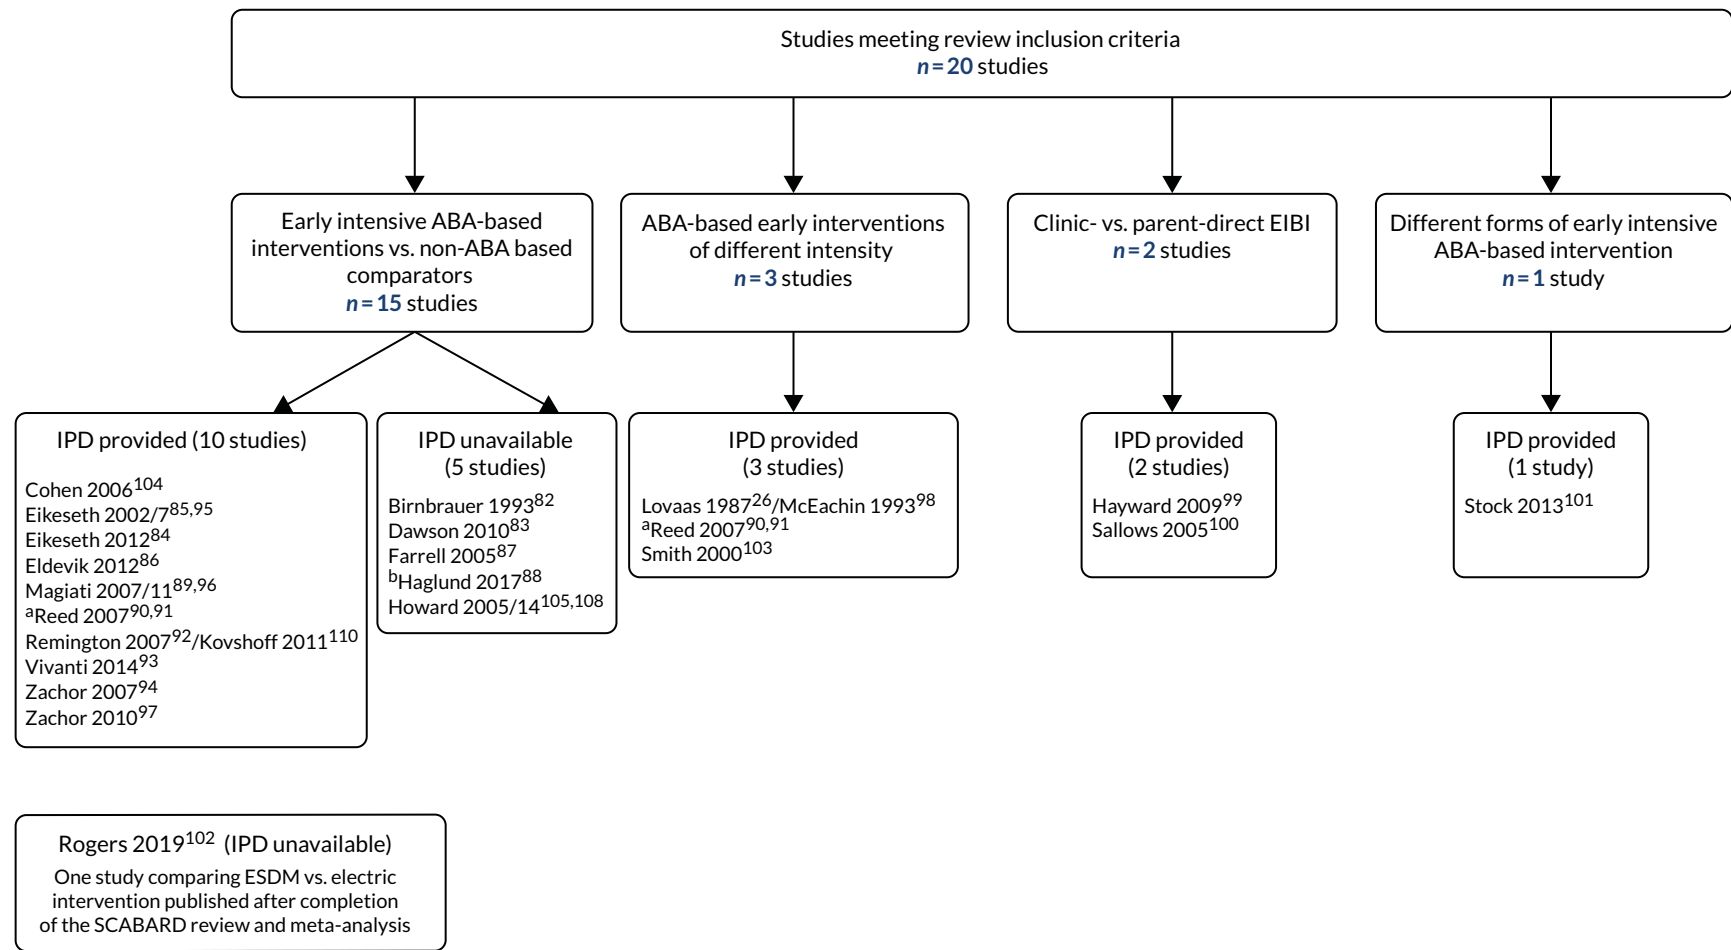 Studies meeting review inclusion criteria
n=20 studies
Early intensive ABA-based
interventions vs. non-ABA based
comparators
n=15 studies
ABA-based early interventions
of different intensity
n=3 studies
Clinic- vs. parent-direct EIBI
n=2 studies
Different forms of early intensive
ABA-based intervention
n=1 study
IPD provided (10 studies)
Cohen 2006104
Eikeseth 2002/785,95
Eikeseth 201284
Eldevik 201286
Magiati 2007/1189,96
aReed 200790,91
Remington 200792/Kovshoff 2011110
Vivanti 201493
Zachor 200794
Zachor 201097
IPD unavailable
(5 studies)
Birnbrauer 199382
Dawson 201083
Farrell 200587
bHaglund 201788
Howard 2005/14105,108
IPD provided
(3 studies)
Lovaas 198726/McEachin 199398
aReed 200790,91
Smith 2000103
IPD provided
(2 studies)
Hayward 200999
Sallows 2005100
IPD provided
(1 study)
Stock 2013101
Rogers 2019102 (IPD unavailable)
One study comparing ESDM vs. electric
intervention published after completion
of the SCABARD review and meta-analysis